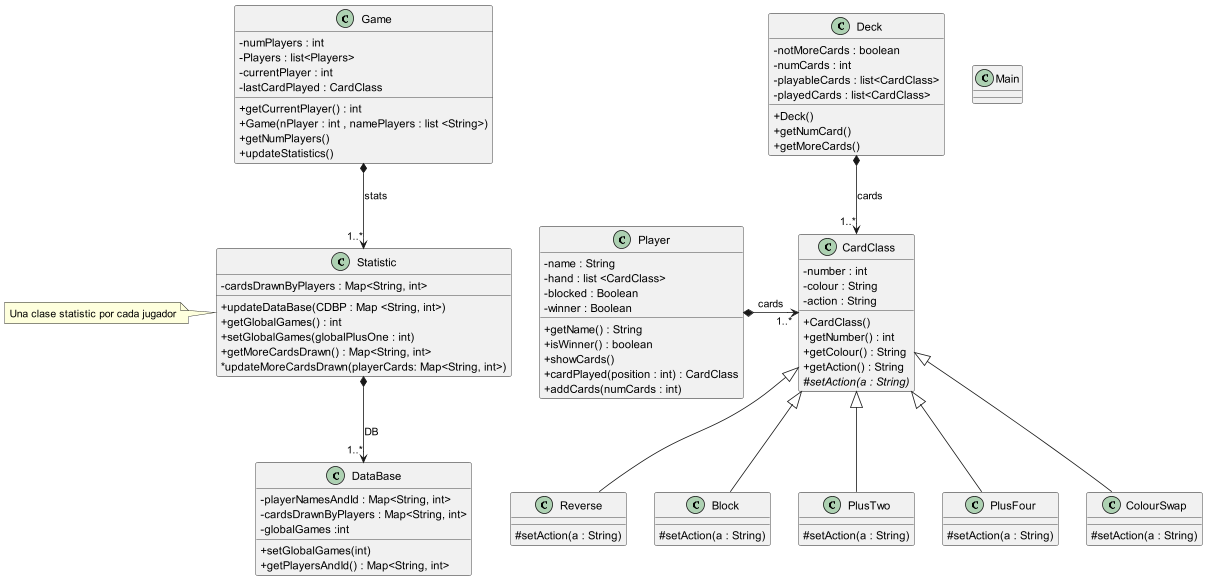 Game
-numPlayers : int
-Players : list<Players>
-currentPlayer : int
-lastCardPlayed : CardClass
+getCurrentPlayer() : int
+Game(nPlayer : int , namePlayers : list <String>)
+getNumPlayers()
+updateStatistics()
Deck
-notMoreCards : boolean
-numCards : int
-playableCards : list<CardClass>
-playedCards : list<CardClass>
+Deck()
+getNumCard()
+getMoreCards()
Main
stats
1..*
cards
1..*
Statistic
-cardsDrawnByPlayers : Map<String, int>
+updateDataBase(CDBP : Map <String, int>)
+getGlobalGames() : int
+setGlobalGames(globalPlusOne : int)
+getMoreCardsDrawn() : Map<String, int>
*updateMoreCardsDrawn(playerCards: Map<String, int>)
Una clase statistic por cada jugador
Player
-name : String
-hand : list <CardClass>
-blocked : Boolean
-winner : Boolean
+getName() : String
+isWinner() : boolean
+showCards()
+cardPlayed(position : int) : CardClass
+addCards(numCards : int)
cards
1..*
CardClass
-number : int
-colour : String
-action : String
+CardClass()
+getNumber() : int
+getColour() : String
+getAction() : String
#setAction(a : String)
DB
1..*
DataBase
-playerNamesAndId : Map<String, int>
-cardsDrawnByPlayers : Map<String, int>
-globalGames :int
+setGlobalGames(int)
+getPlayersAndId() : Map<String, int>
Reverse
#setAction(a : String)
Block
#setAction(a : String)
PlusTwo
#setAction(a : String)
PlusFour
#setAction(a : String)
ColourSwap
#setAction(a : String)